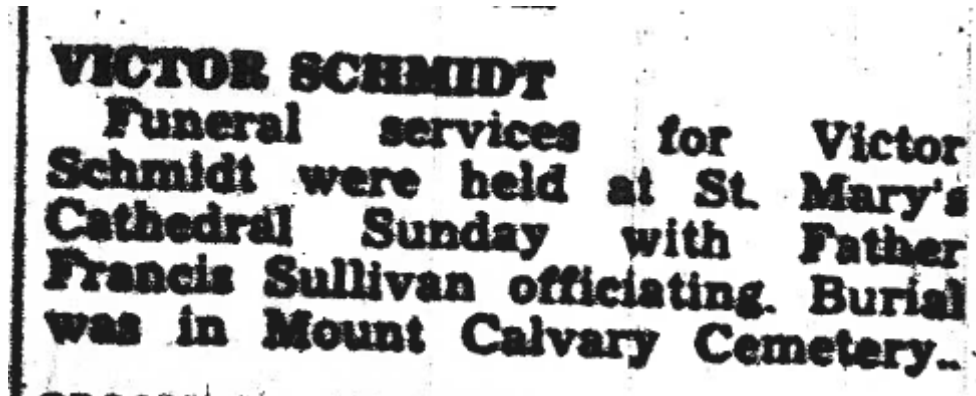 VICTOR SCHMIDT
Funeral services for Victor
Schmidt were held at St. Mary's
Cathedral Sunday with Father
Francis Sullivan officiating. Burial
was in Mount Calvary Cemetery..